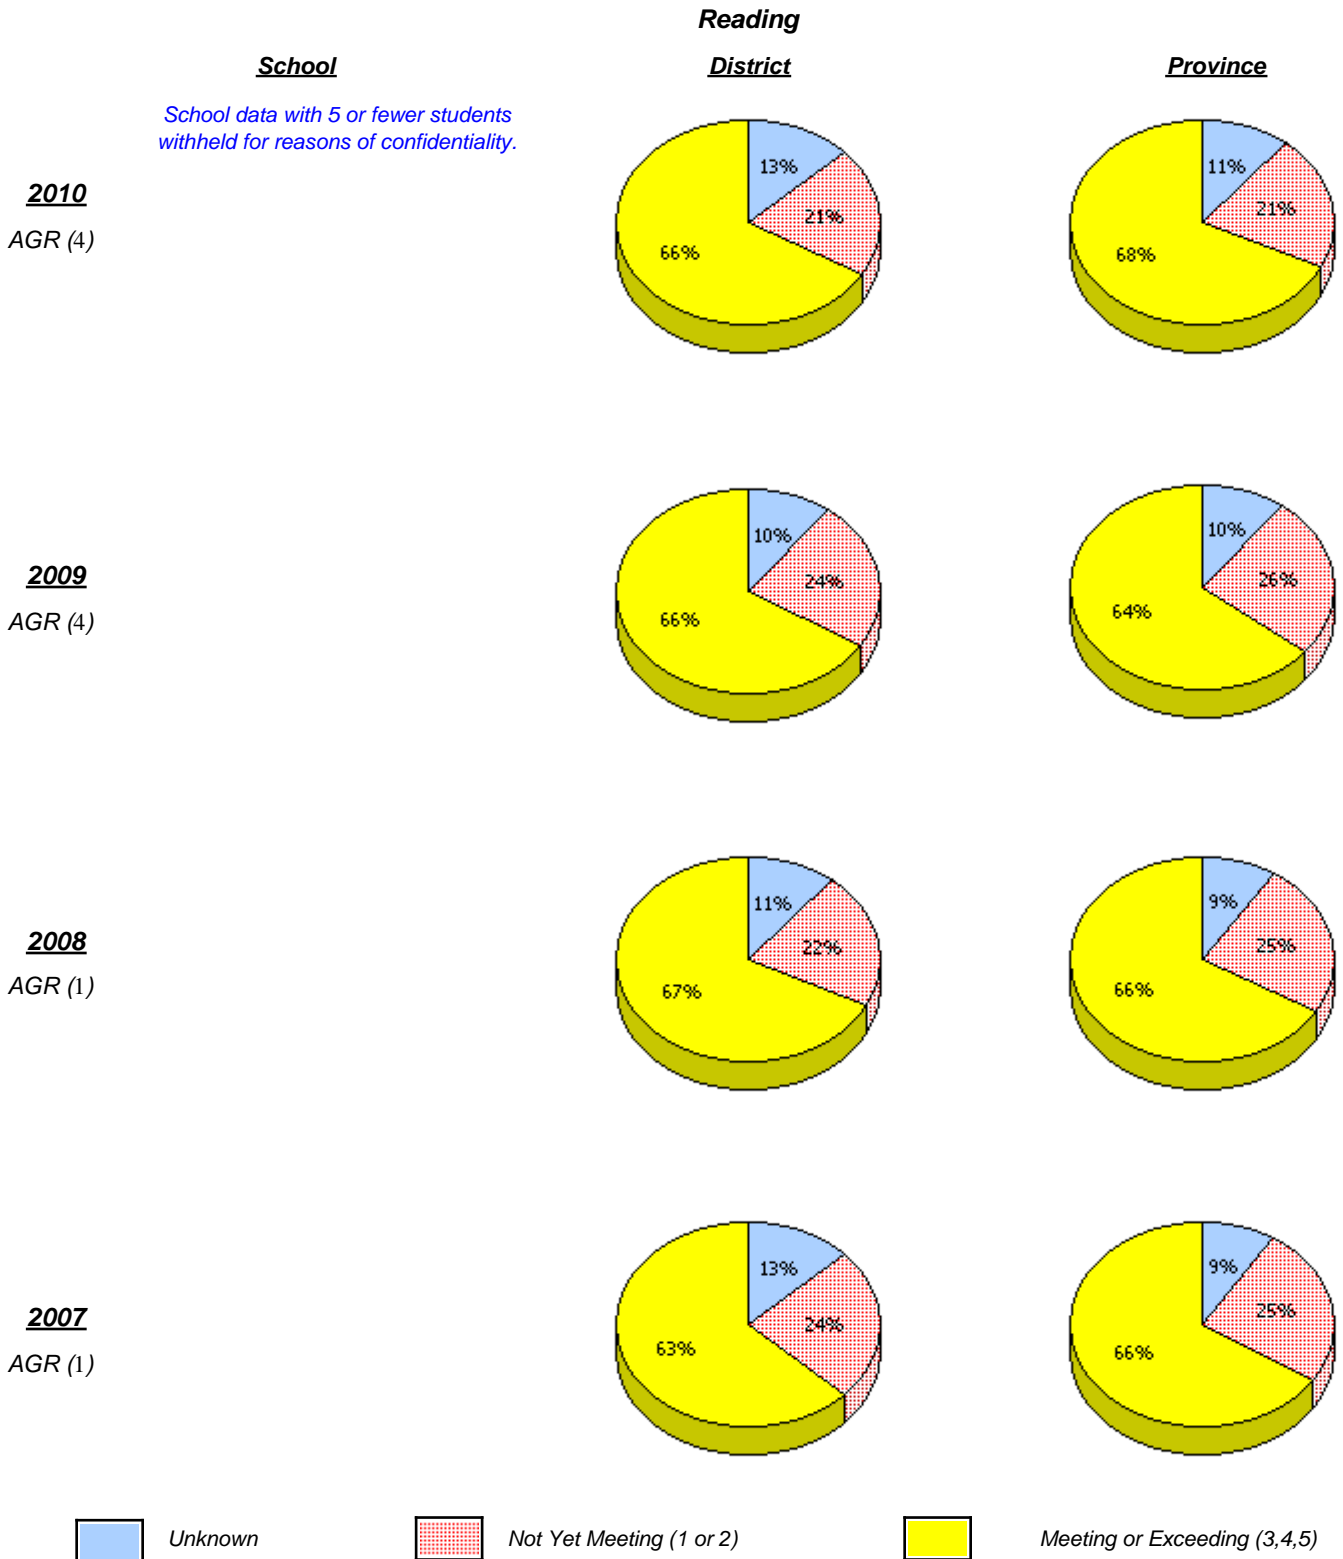 Reading
School
District
Province
School data with 5 or fewer students
withheld for reasons of confidentiality.
2010
AGR (4)
13%
21%
66%
11%
21%
68%
2009
AGR (4)
10%
24%
66%
10%
26%
64%
2008
AGR (1)
11%
22%
67%
9%
25%
66%
2007
AGR (1)
13%
24%
63%
9%
25%
66%
Unknown
Not Yet Meeting (1 or 2)
Meeting or Exceeding (3,4,5)